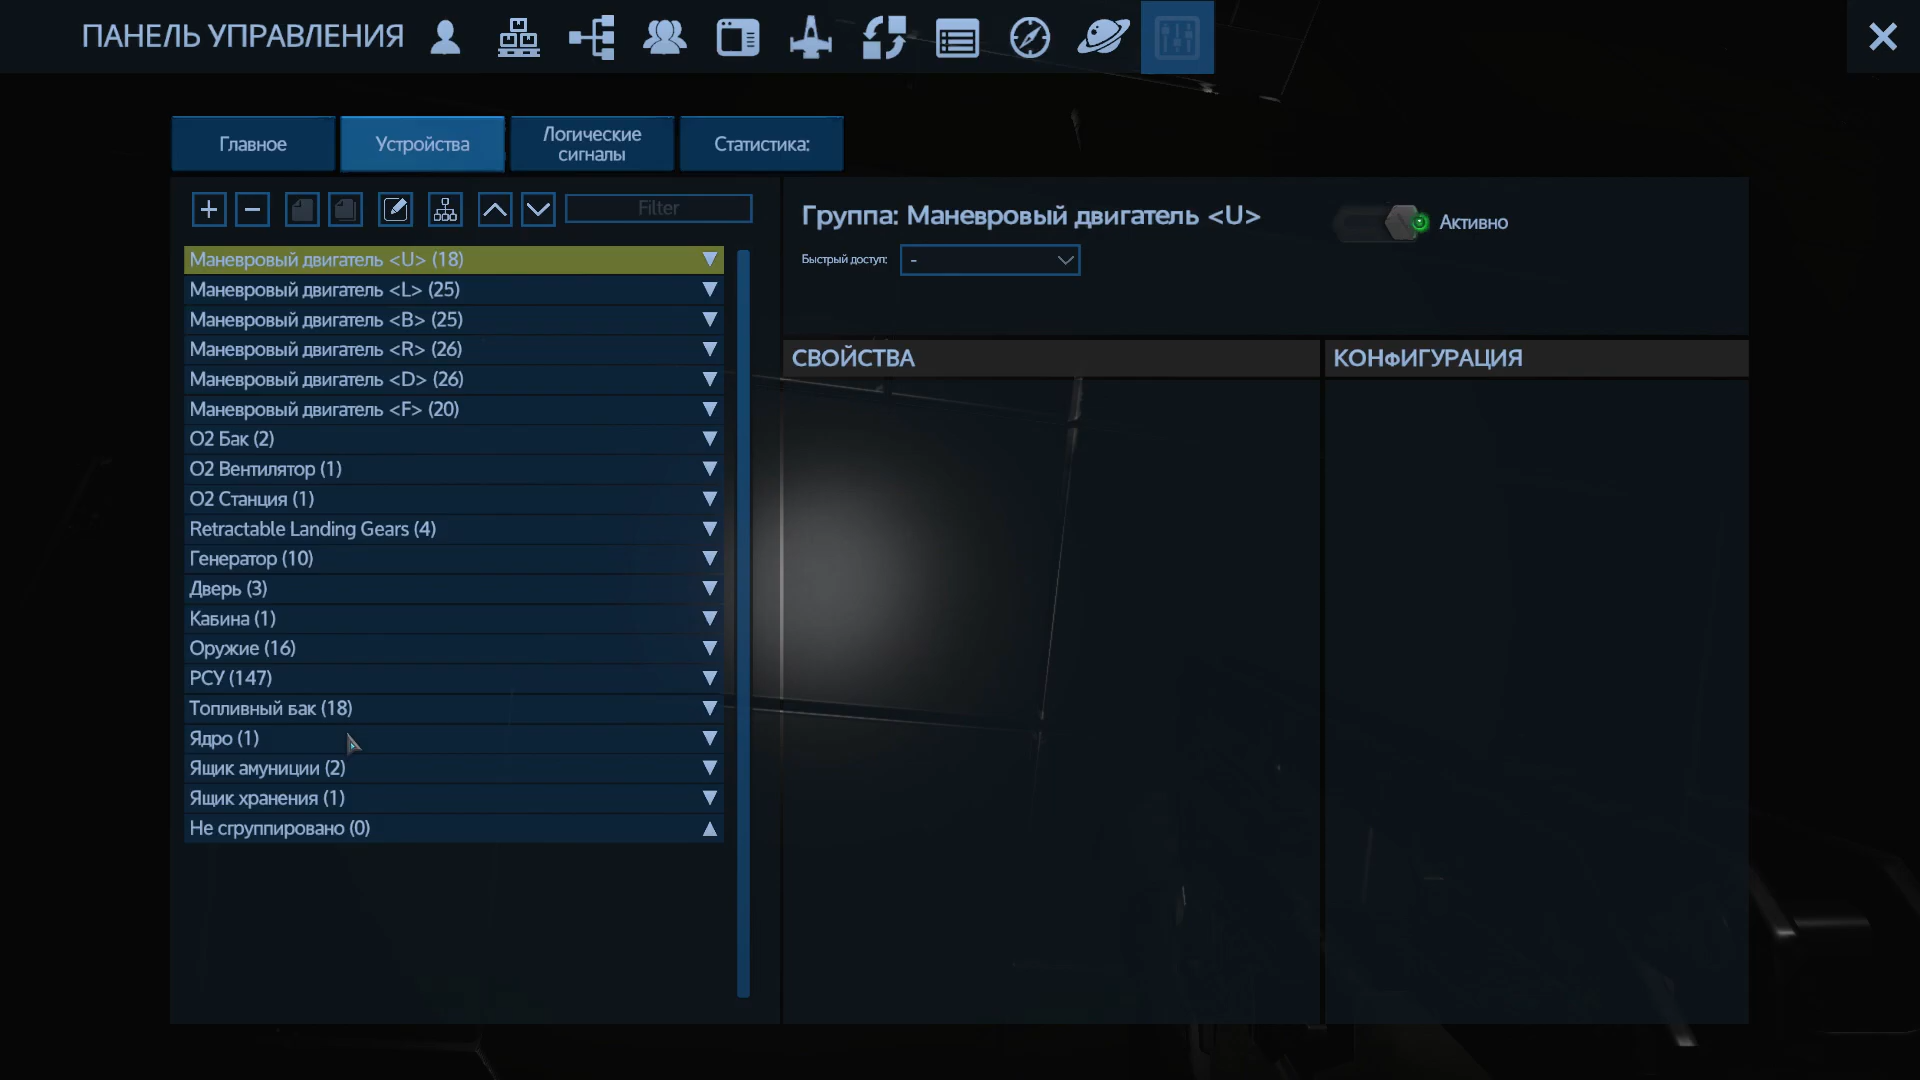 ПАНЕЛЬ УПРАВЛЕНИЯ
Главное
Устройства
Логические
сигналы
Статистика:
Filter
Маневровый двигатель <U> (18)
Маневровый двигатель <L> (25)
Маневровый двигатель <B> (25)
Маневровый двигатель <R> (26)
Маневровый двигатель <D> (26)
Маневровый двигатель <F> (20)
О2 Бак (2)
О2 Вентилятор (1)
О2 Станция (1)
Retractable Landing Gears (4)
Генератор (10)
Дверь (3)
Кабина (1)
Оружие (16)
РСУ (147)
Топливный бак (18)
Ядро (1)
Ящик амуниции (2)
Ящик хранения (1)
Не сгруппировано (0)
Группа: Маневровый двигатель <U>
Активно
Быстрый доступ: -
СВОЙСТВА
КОНФИГУРАЦИЯ